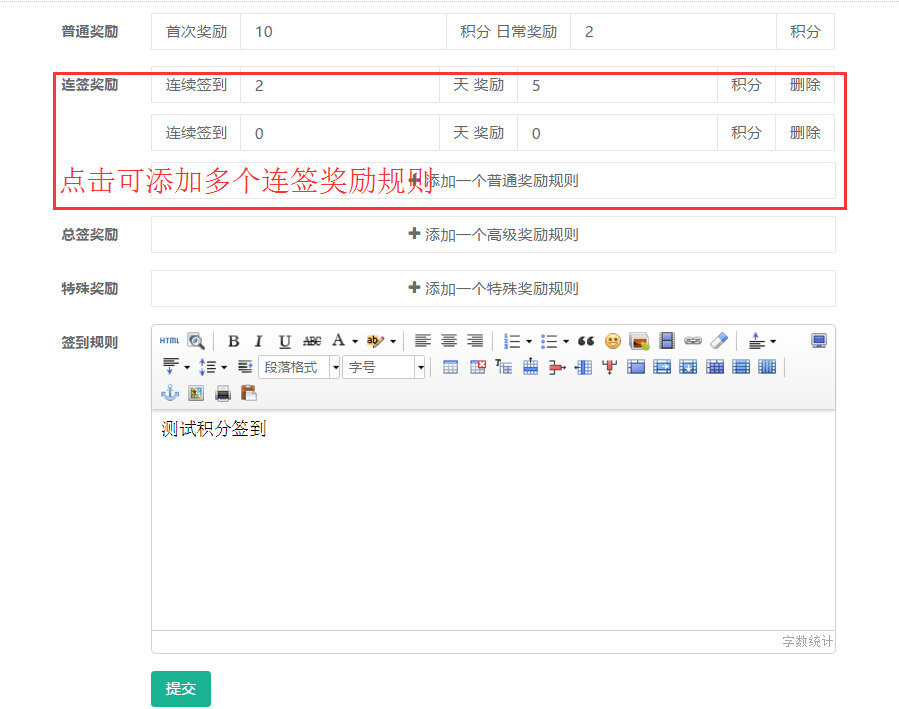 普通奖励 首次奖励 10 积分 日常奖励 2 积分
连签奖励 连续签到 2 天 奖励 5 积分 删除
连续签到 0 天 奖励 0 积分 删除
点击可添加多个连签奖励规则
添加一个普通奖励规则
总签奖励 添加一个高级奖励规则
特殊奖励 添加一个特殊奖励规则
签到规则 HTML B I U ABC A ab
段落格式 字号
测试积分签到
字数统计
提交